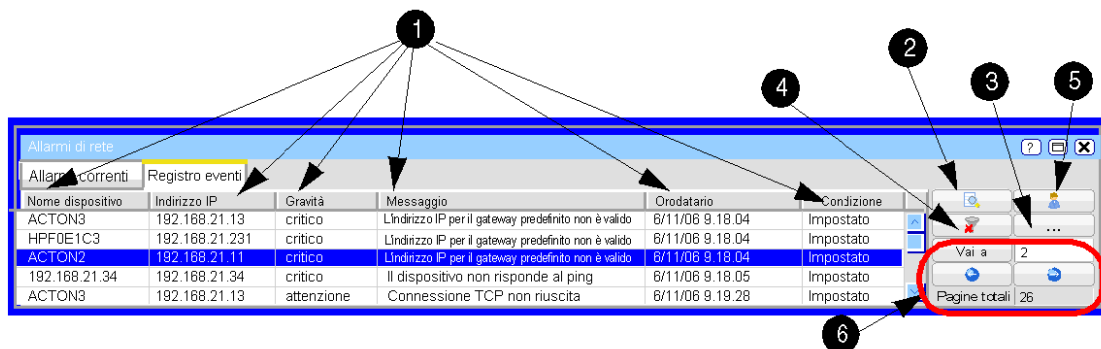 1
2
3
5
4
Allarmi di rete
?
Allarmi correnti Registro eventi
Nome dispositivo Indirizzo IP Gravità Messaggio Orodatario Condizione
ACTON3 192.168.21.13 critico L'indirizzo IP per il gateway predefinito non è valido 6/11/06 9.18.04 Impostato
HPF0E1C3 192.168.21.231 critico L'indirizzo IP per il gateway predefinito non è valido 6/11/06 9.18.04 Impostato
...
ACTON2 192.168.21.11 critico L'indirizzo IP per il gateway predefinito non è valido 6/11/06 9.18.04 Impostato
Vai a 2
192.168.21.34 192.168.21.34 critico Il dispositivo non risponde al ping 6/11/06 9.18.05 Impostato
ACTON3 192.168.21.13 attenzione Connessione TCP non riuscita 6/11/06 9.19.28 Impostato
Pagine totali 26
6